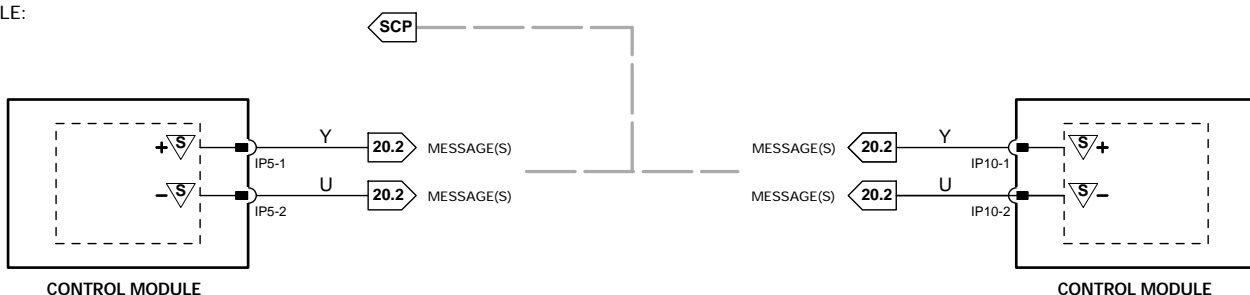 LE:
SCP
+ S Y 20.2 MESSAGE(S) MESSAGE(S) 20.2 Y S +
IP5-1 IP10-1
– S U 20.2 MESSAGE(S) MESSAGE(S) 20.2 U S –
IP5-2 IP10-2
CONTROL MODULE CONTROL MODULE